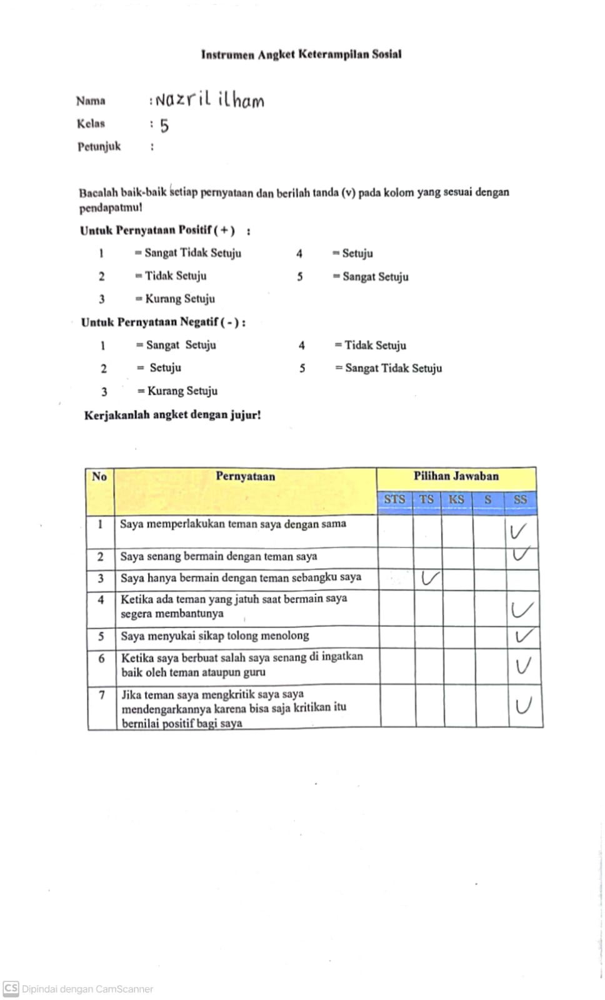 Instrumen Angket Keterampilan Sosial
Nama : Nazril ilham
Kelas : 5
Petunjuk :
Bacalah baik-baik setiap pernyataan dan berilah tanda (v) pada kolom yang sesuai dengan
pendapatmu!
Untuk Pernyataan Positif ( + ) :
1 = Sangat Tidak Setuju 4 = Setuju
2 = Tidak Setuju 5 = Sangat Setuju
3 = Kurang Setuju
Untuk Pernyataan Negatif ( - ) :
1 = Sangat Setuju 4 = Tidak Setuju
2 = Setuju 5 = Sangat Tidak Setuju
3 = Kurang Setuju
Kerjakanlah angket dengan jujur!
No Pernyataan Pilihan Jawaban
STS TS KS S SS
1 Saya memperlakukan teman saya dengan sama
2 Saya senang bermain dengan teman saya
3 Saya hanya bermain dengan teman sebangku saya
4 Ketika ada teman yang jatuh saat bermain saya
segera membantunya
5 Saya menyukai sikap tolong menolong
6 Ketika saya berbuat salah saya senang di ingatkan
baik oleh teman ataupun guru
7 Jika teman saya mengkritik saya saya
mendengarkannya karena bisa saja kritikan itu
bernilai positif bagi saya
CS Dipindai dengan CamScanner